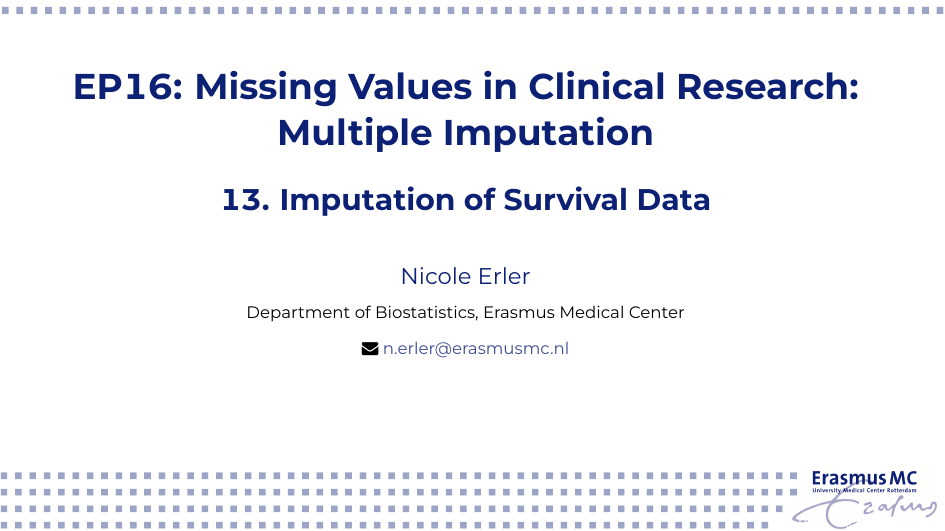 EP16: Missing Values in Clinical Research:
Multiple Imputation
13. Imputation of Survival Data
Nicole Erler
Department of Biostatistics, Erasmus Medical Center
n.erler@erasmusmc.nl
Erasmus MC
University Medical Center Rotterdam
Erasmus